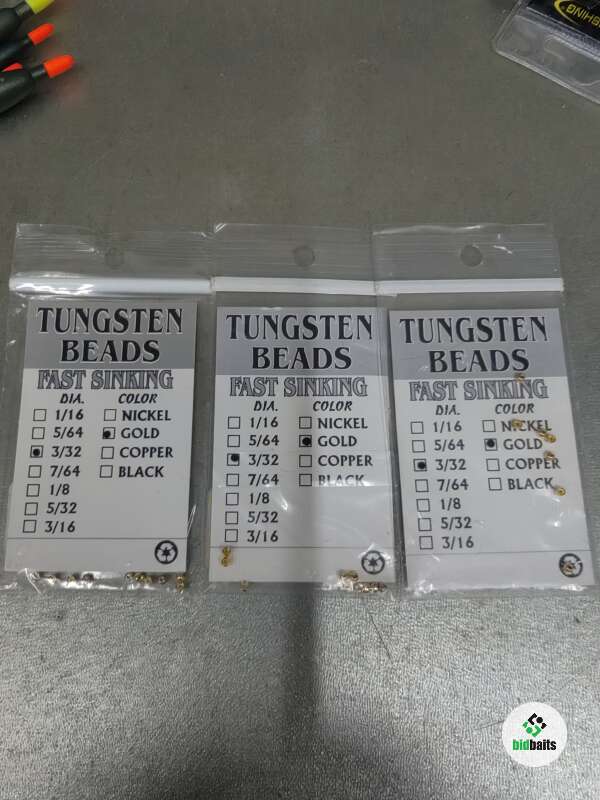 SHING
TUNGSTEN
BEADS
FAST SINKING
DIA. COLOR
1/16 NICKEL
5/64 GOLD
3/32 COPPER
7/64 BLACK
1/8
5/32
3/16
TUNGSTEN
BEADS
FAST SINKING
DIA. COLOR
1/16 NICKEL
5/64 GOLD
3/32 COPPER
7/64 BLACK
1/8
5/32
3/16
TUNGSTEN
BEADS
FAST SINKING
DIA. COLOR
1/16 NICKEL
5/64 GOLD
3/32 COPPER
7/64 BLACK
1/8
5/32
3/16
bidbaits